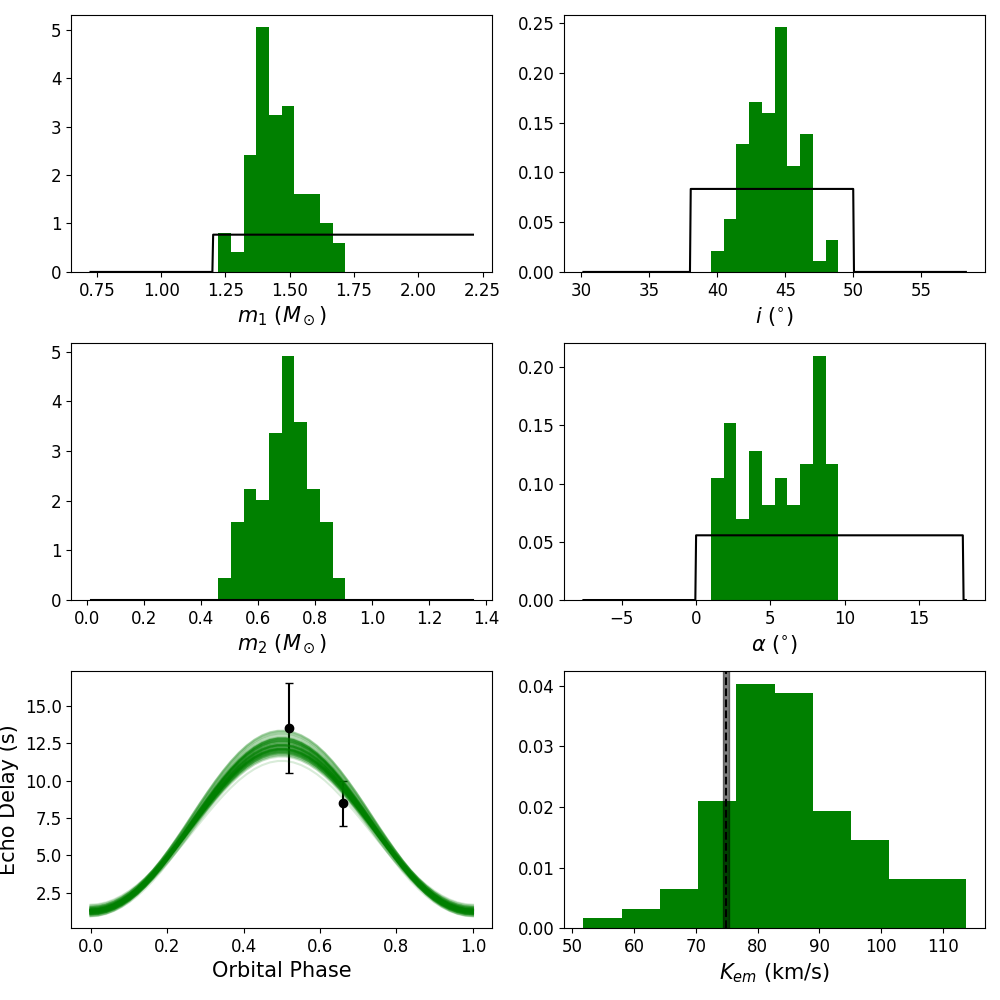 5
4
3
2
1
0
0.75 1.00 1.25 1.50 1.75 2.00 2.25
m₁ (M⊙)
0.25
0.20
0.15
0.10
0.05
0.00
30 35 40 45 50 55
i (°)
5
4
3
2
1
0
0.0 0.2 0.4 0.6 0.8 1.0 1.2 1.4
m₂ (M⊙)
0.20
0.15
0.10
0.05
0.00
−5 0 5 10 15
α (°)
Echo Delay (s)
15.0
12.5
10.0
7.5
5.0
2.5
0.0 0.2 0.4 0.6 0.8 1.0
Orbital Phase
0.04
0.03
0.02
0.01
0.00
50 60 70 80 90 100 110
K_em (km/s)